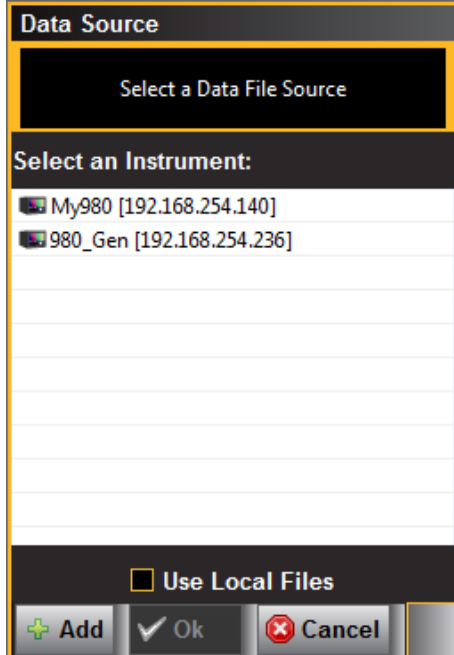 Data Source
Select a Data File Source
Select an Instrument:
My980 [192.168.254.140]
980_Gen [192.168.254.236]
Use Local Files
Add Ok Cancel